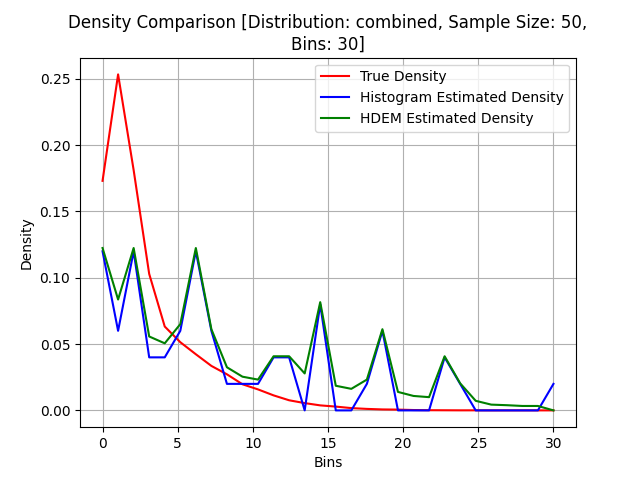 Density Comparison [Distribution: combined, Sample Size: 50,
Bins: 30]
True Density
Histogram Estimated Density
HDEM Estimated Density
Density
0.25
0.20
0.15
0.10
0.05
0.00
0 5 10 15 20 25 30
Bins